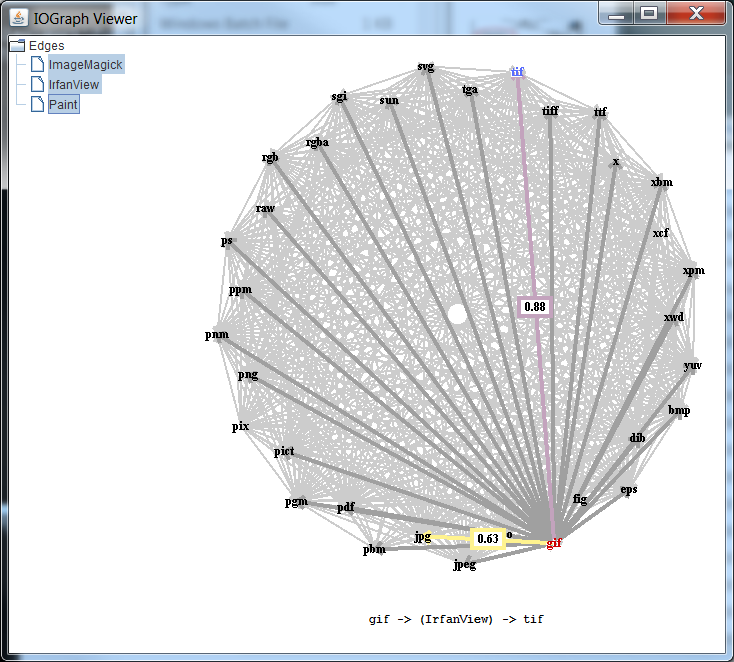 IOGraph Viewer
Edges
ImageMagick
IrfanView
Paint
svg
tif
tga
sgi
sun
tiff
ttf
rgba
rgb
x
xbm
raw
xcf
ps
xpm
ppm
0.88
xwd
pnm
yuv
png
bmp
pix
dib
pict
eps
fig
pgm
pdf
jpg
0.63
o
gif
pbm
jpeg
gif -> (IrfanView) -> tif